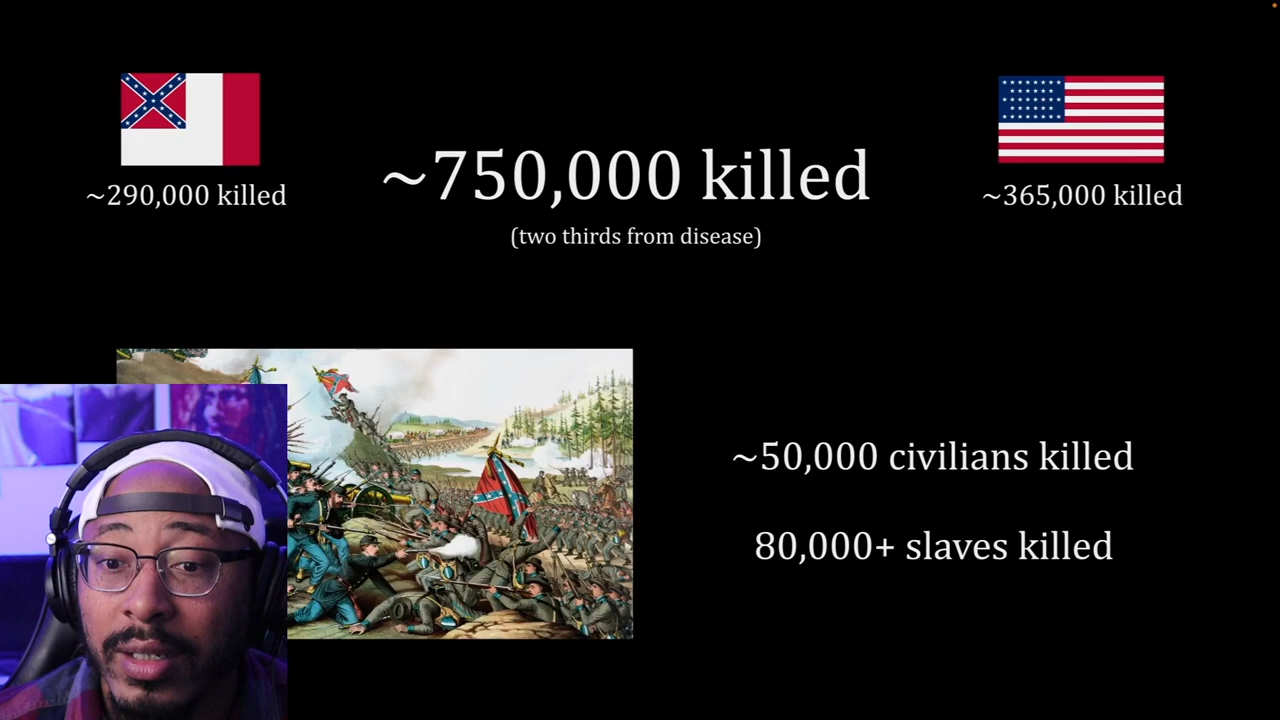 ~750,000 killed
(two thirds from disease)
~290,000 killed
~365,000 killed
~50,000 civilians killed
80,000+ slaves killed